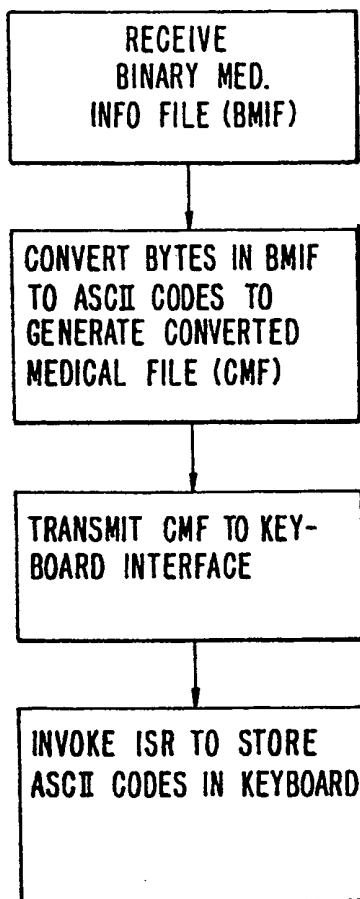 RECEIVE
BINARY MED.
INFO FILE (BMIF)
CONVERT BYTES IN BMIF
TO ASCII CODES TO
GENERATE CONVERTED
MEDICAL FILE (CMF)
TRANSMIT CMF TO KEY-
BOARD INTERFACE
INVOKE ISR TO STORE
ASCII CODES IN KEYBOARD